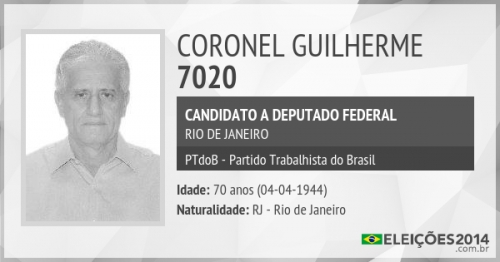 CORONEL GUILHERME
7020
CANDIDATO A DEPUTADO FEDERAL
RIO DE JANEIRO
PTdoB - Partido Trabalhista do Brasil
Idade: 70 anos (04-04-1944)
Naturalidade: RJ - Rio de Janeiro
ELEIÇÕES2014
.com.br